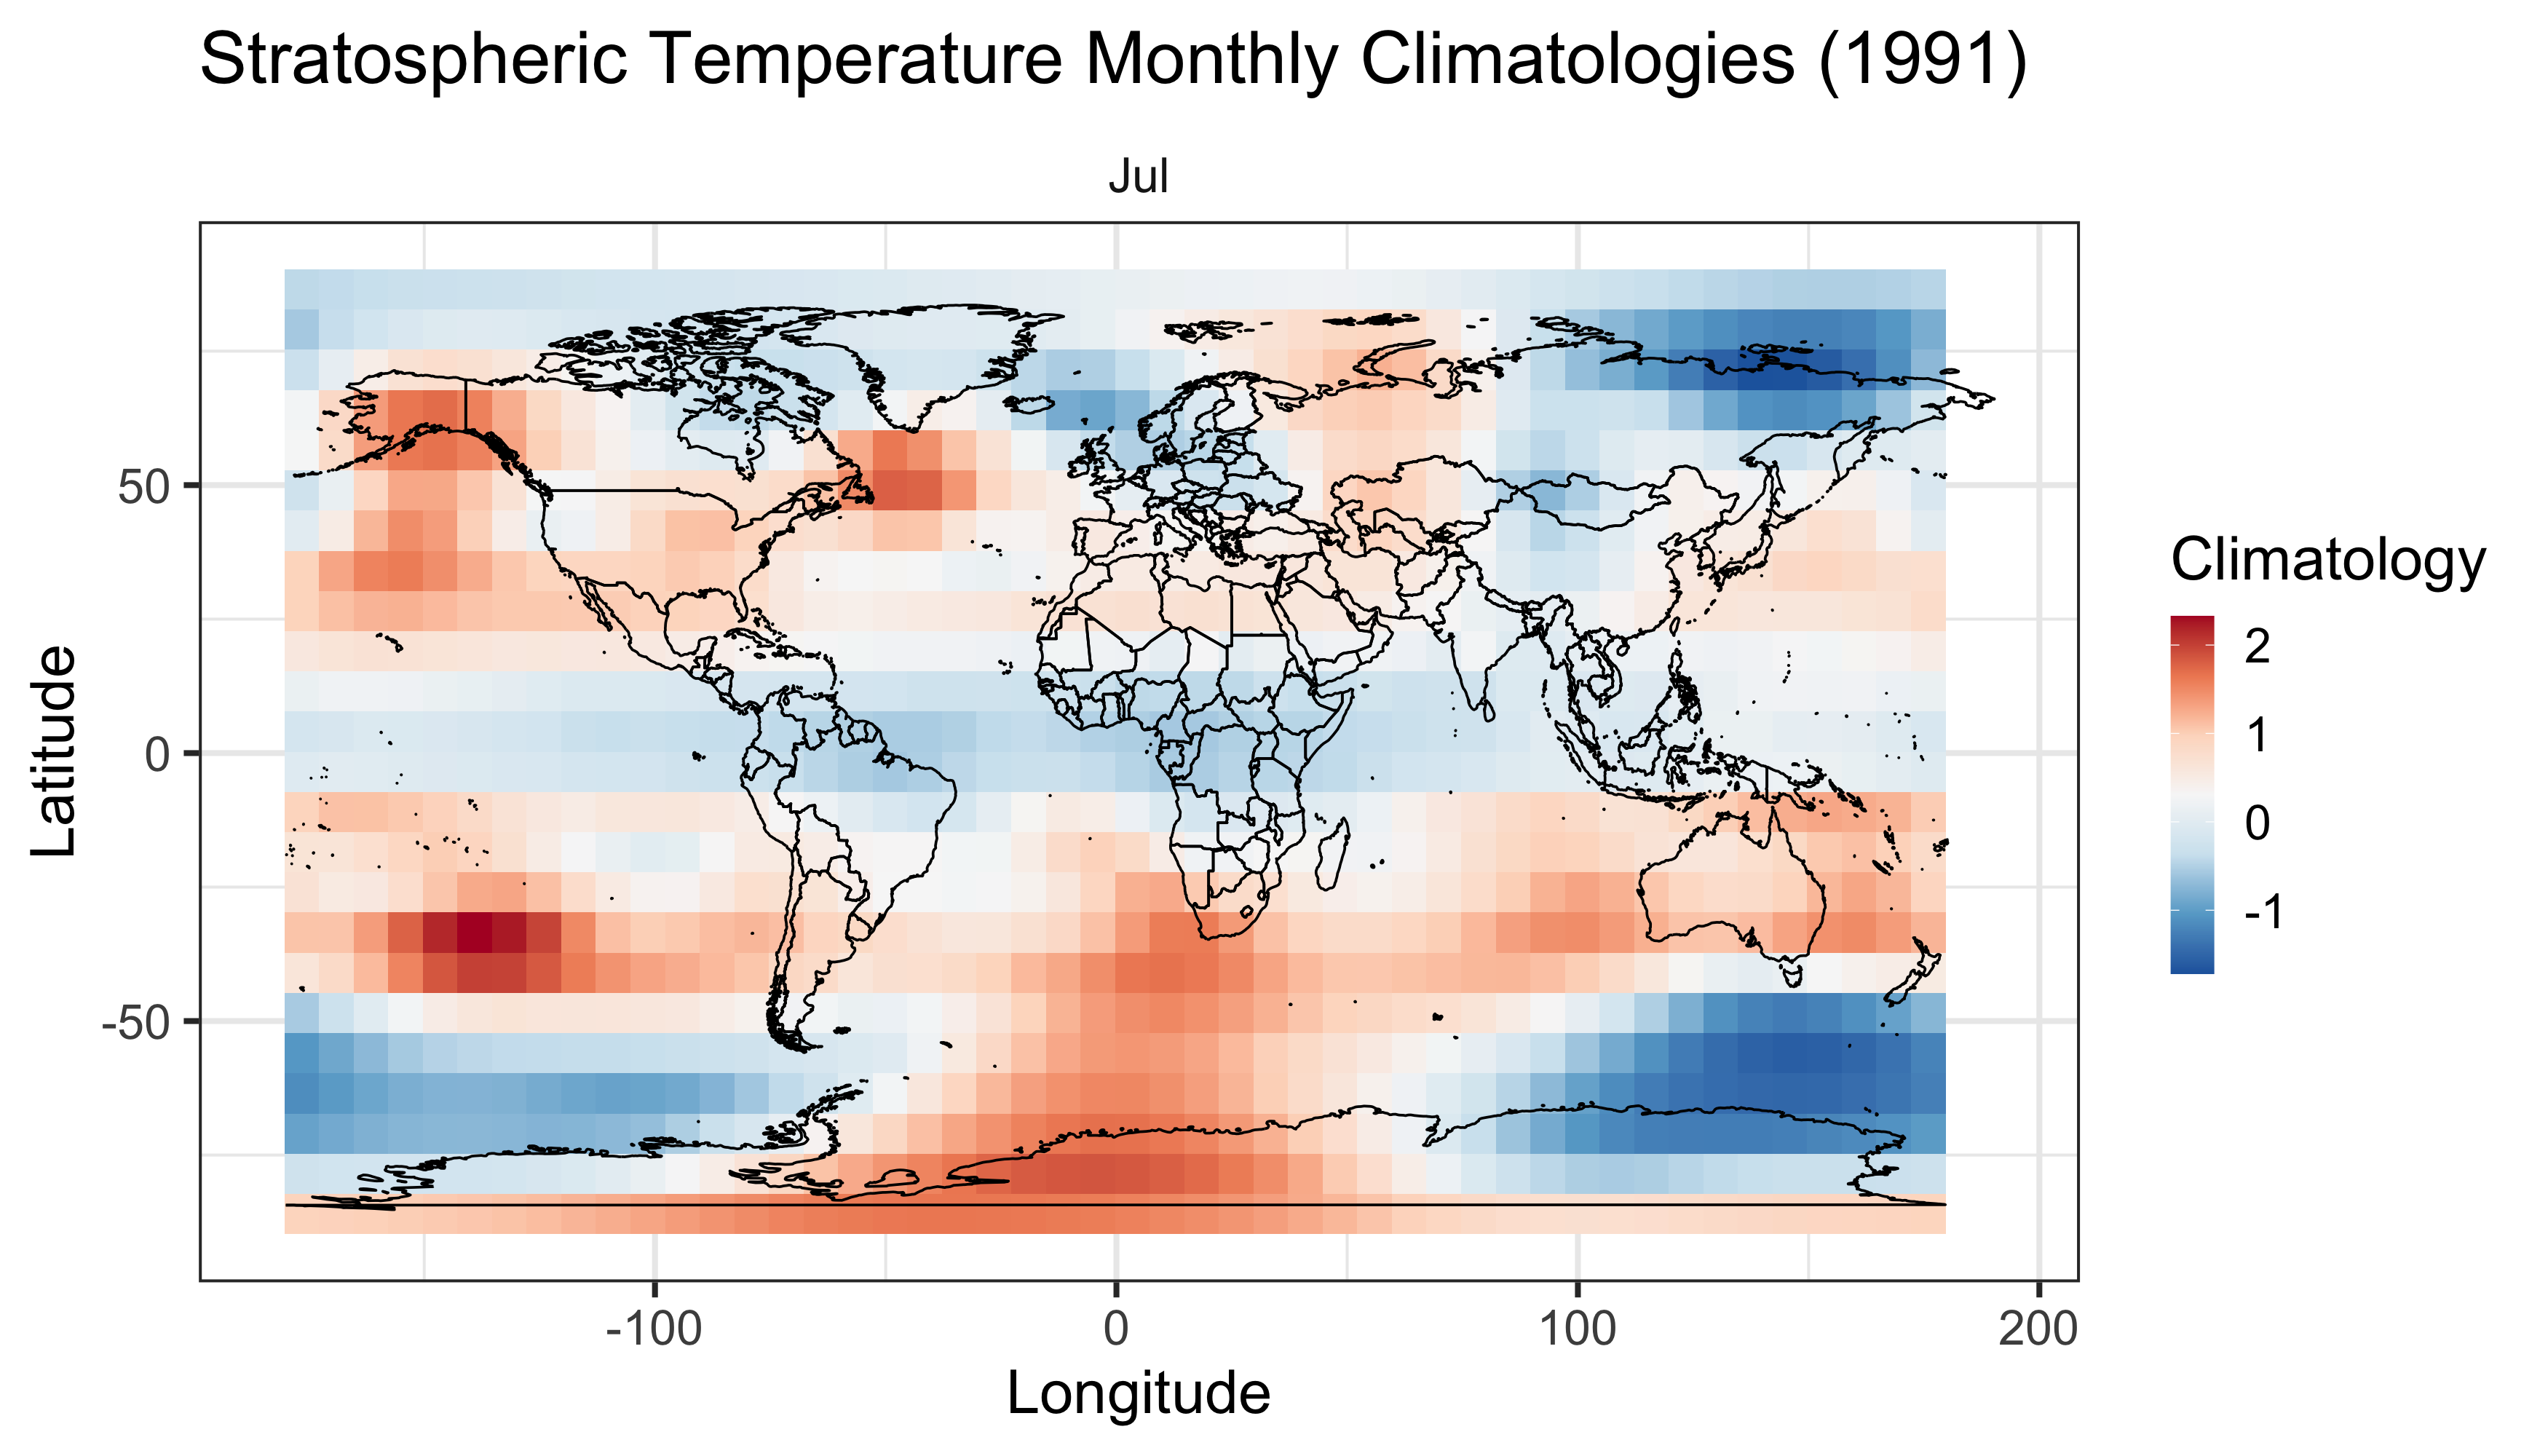 Stratospheric Temperature Monthly Climatologies (1991)
Jul
Latitude
50
0
-50
-100
0
100
200
Longitude
Climatology
2
1
0
-1